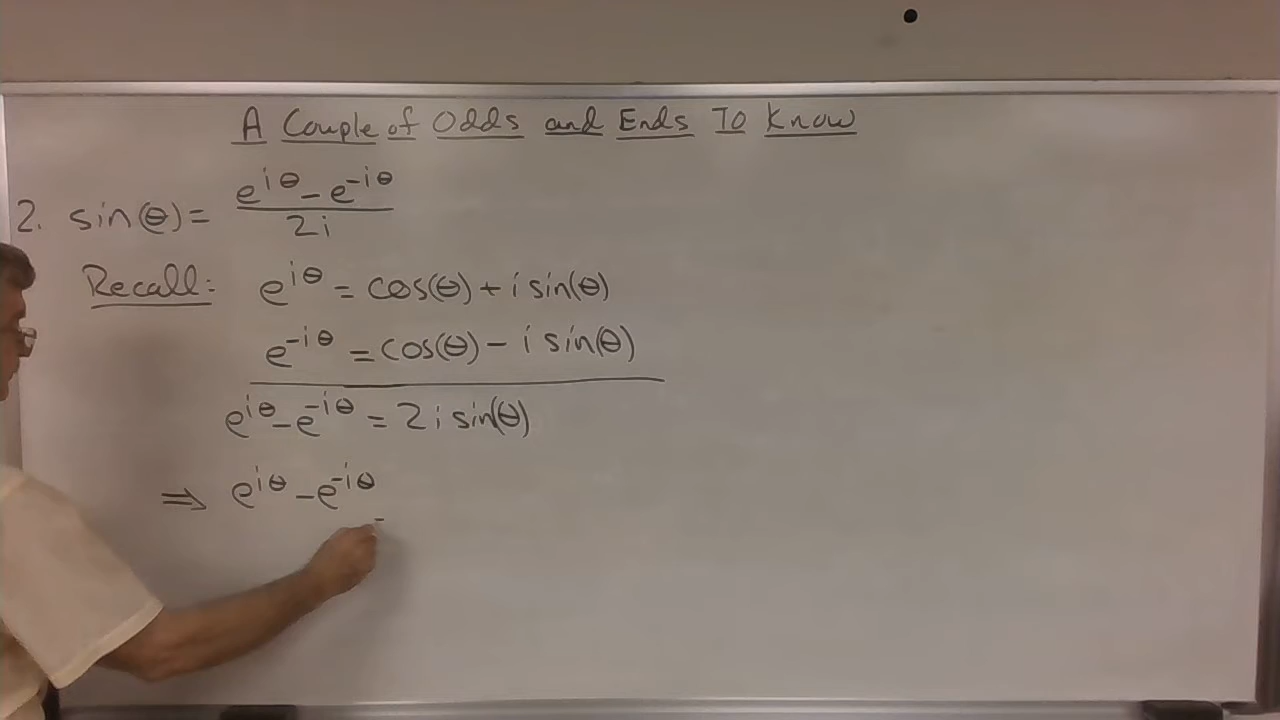 A Couple of Odds and Ends To Know
2. sin(θ) = (e^{iθ} - e^{-iθ}) / 2i
Recall: e^{iθ} = cos(θ) + i sin(θ)
e^{-iθ} = cos(θ) - i sin(θ)
e^{iθ} - e^{-iθ} = 2i sin(θ)
⇒ e^{iθ} - e^{-iθ}